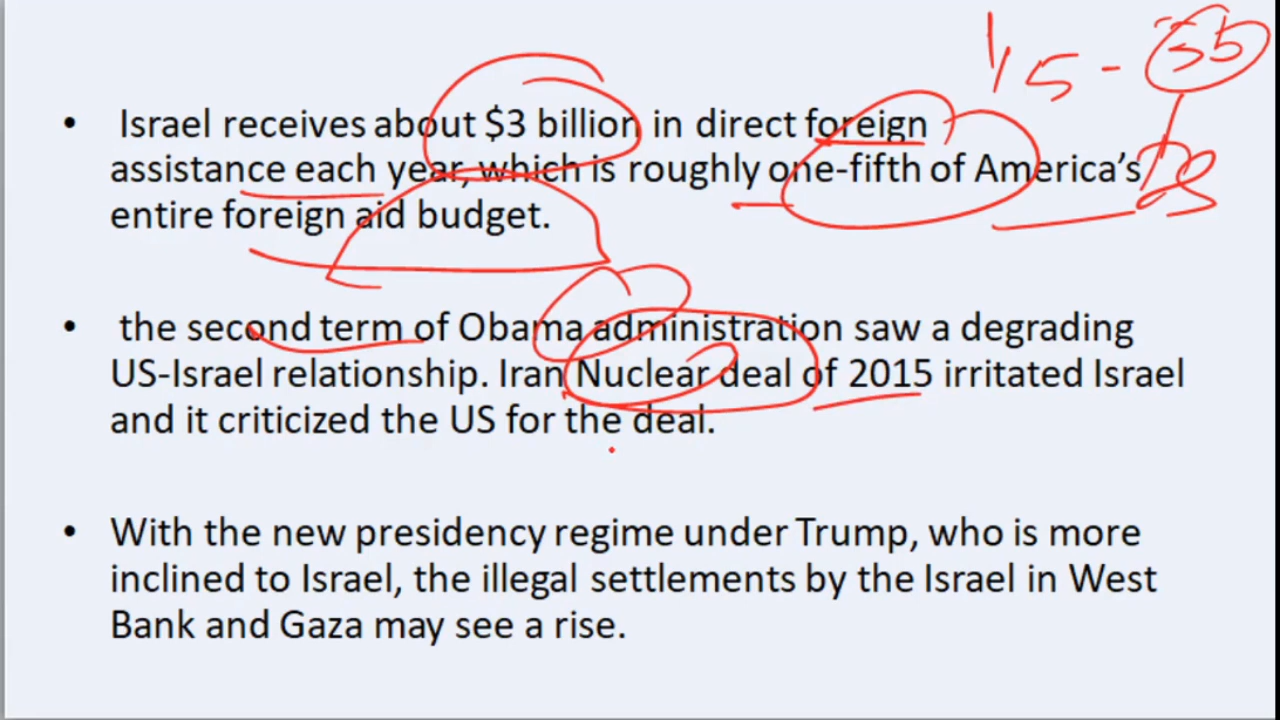 • Israel receives about $3 billion in direct foreign
assistance each year, which is roughly one-fifth of America's
entire foreign aid budget.
• the second term of Obama administration saw a degrading
US-Israel relationship. Iran Nuclear deal of 2015 irritated Israel
and it criticized the US for the deal.
• With the new presidency regime under Trump, who is more
inclined to Israel, the illegal settlements by the Israel in West
Bank and Gaza may see a rise.